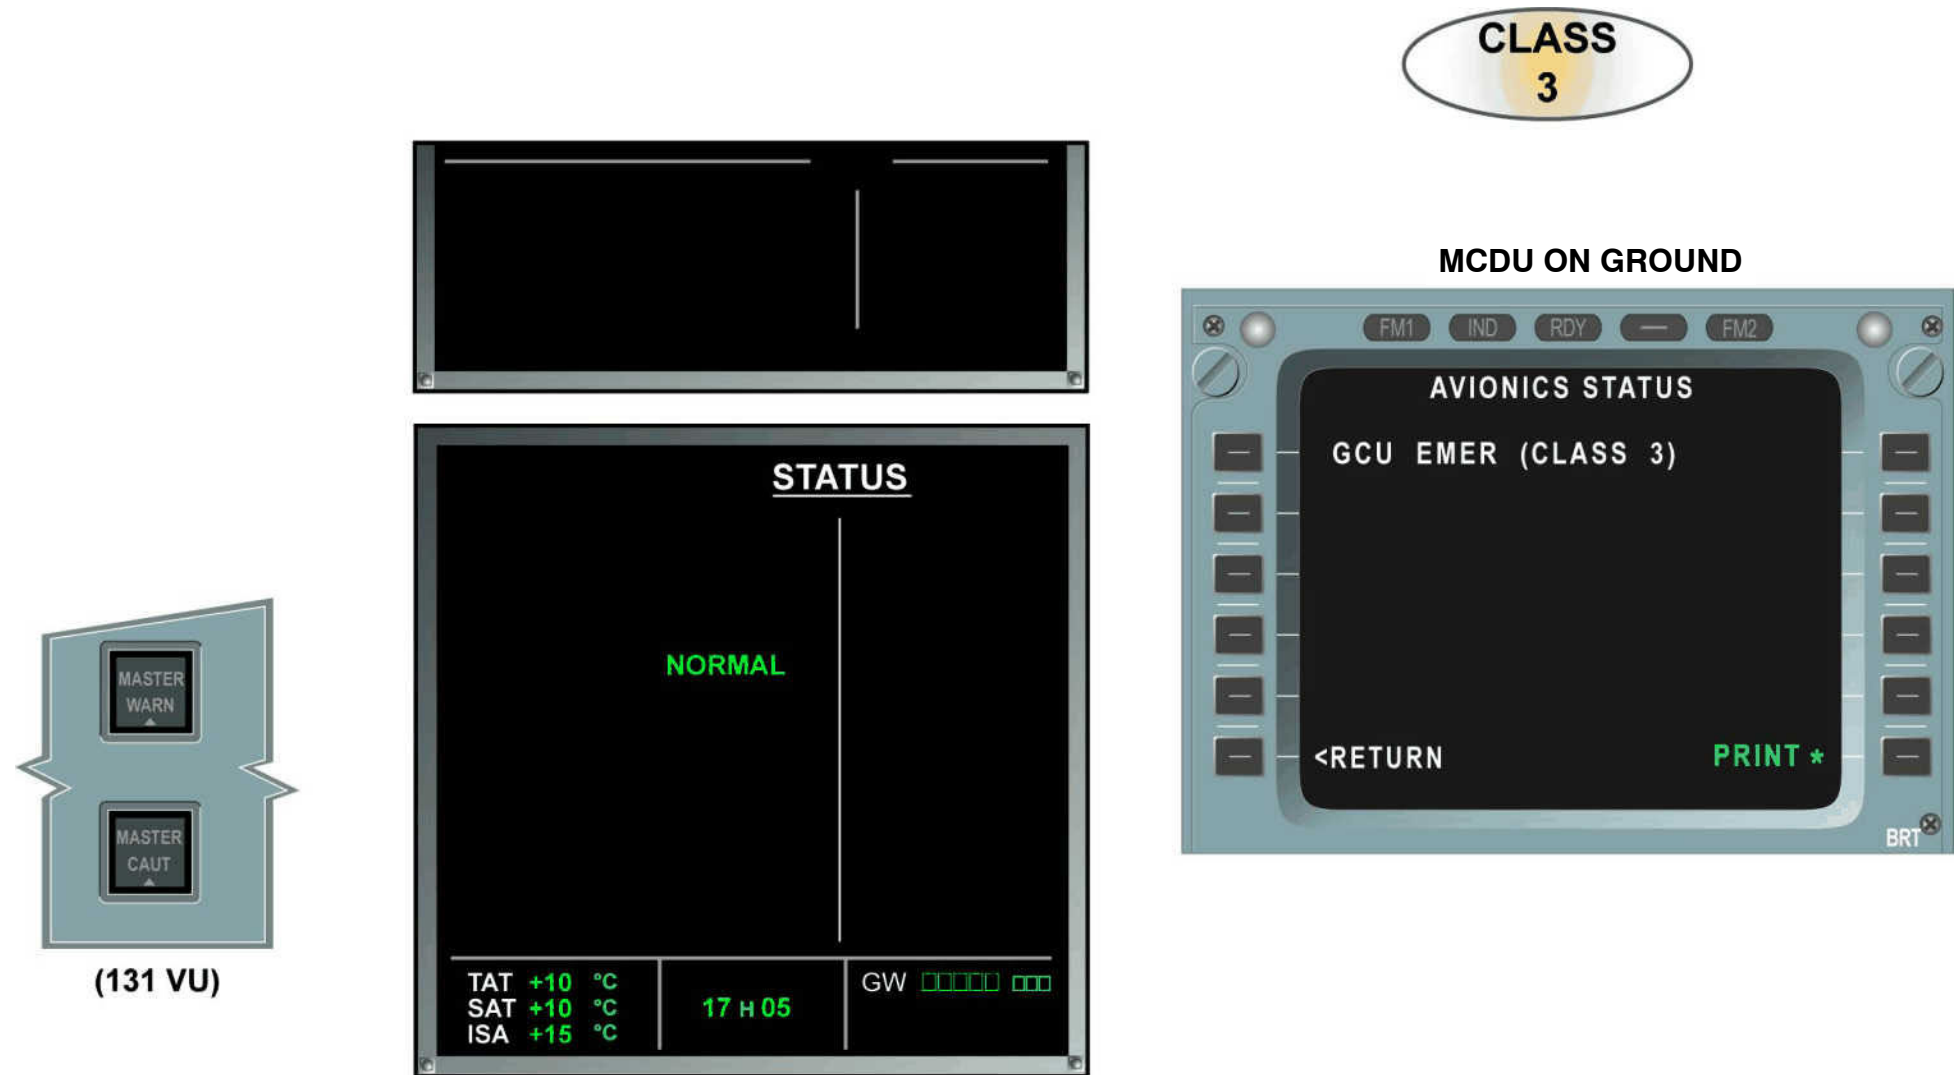 CLASS
3
MCDU ON GROUND
FM1 IND RDY — FM2
AVIONICS STATUS
GCU EMER (CLASS 3)
<RETURN PRINT *
BRT
STATUS
NORMAL
TAT +10 °C
SAT +10 °C
ISA +15 °C
17 H 05
GW □□□□□ □□□
MASTER
WARN
MASTER
CAUT
(131 VU)